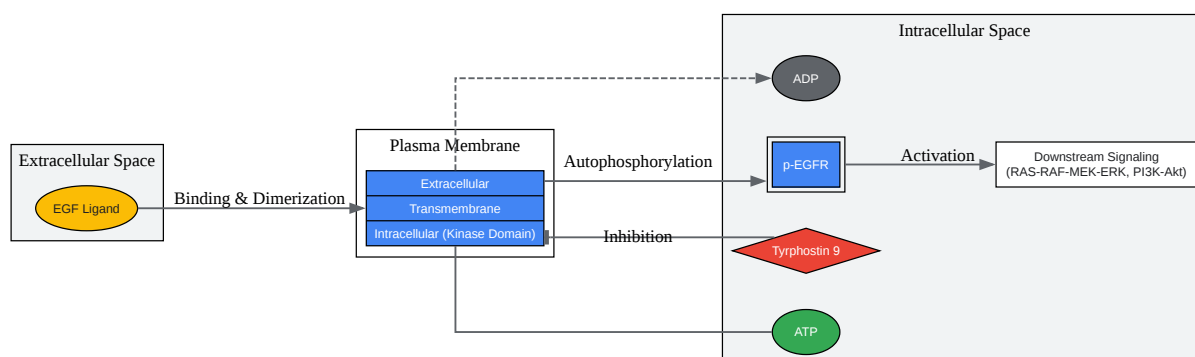 Intracellular Space
ADP
Plasma Membrane
Extracellular Space
Autophosphorylation
p-EGFR
Activation
Downstream Signaling
(RAS-RAF-MEK-ERK, PI3K-Akt)
Extracellular
EGF Ligand
Binding & Dimerization
Transmembrane
Intracellular (Kinase Domain)
Inhibition
Tyrphostin 9
ATP